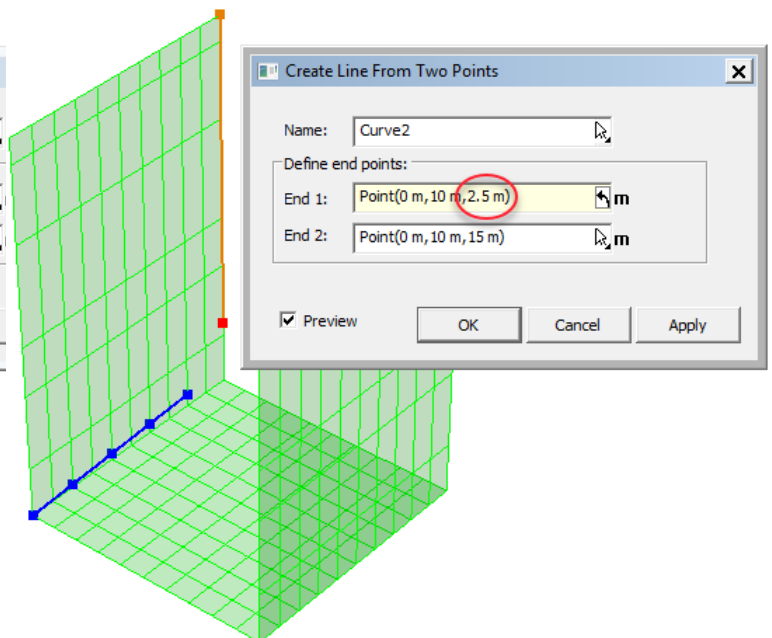 Create Line From Two Points
Name: Curve2
Define end points:
End 1: Point(0 m,10 m,2.5 m) m
End 2: Point(0 m,10 m,15 m) m
Preview OK Cancel Apply